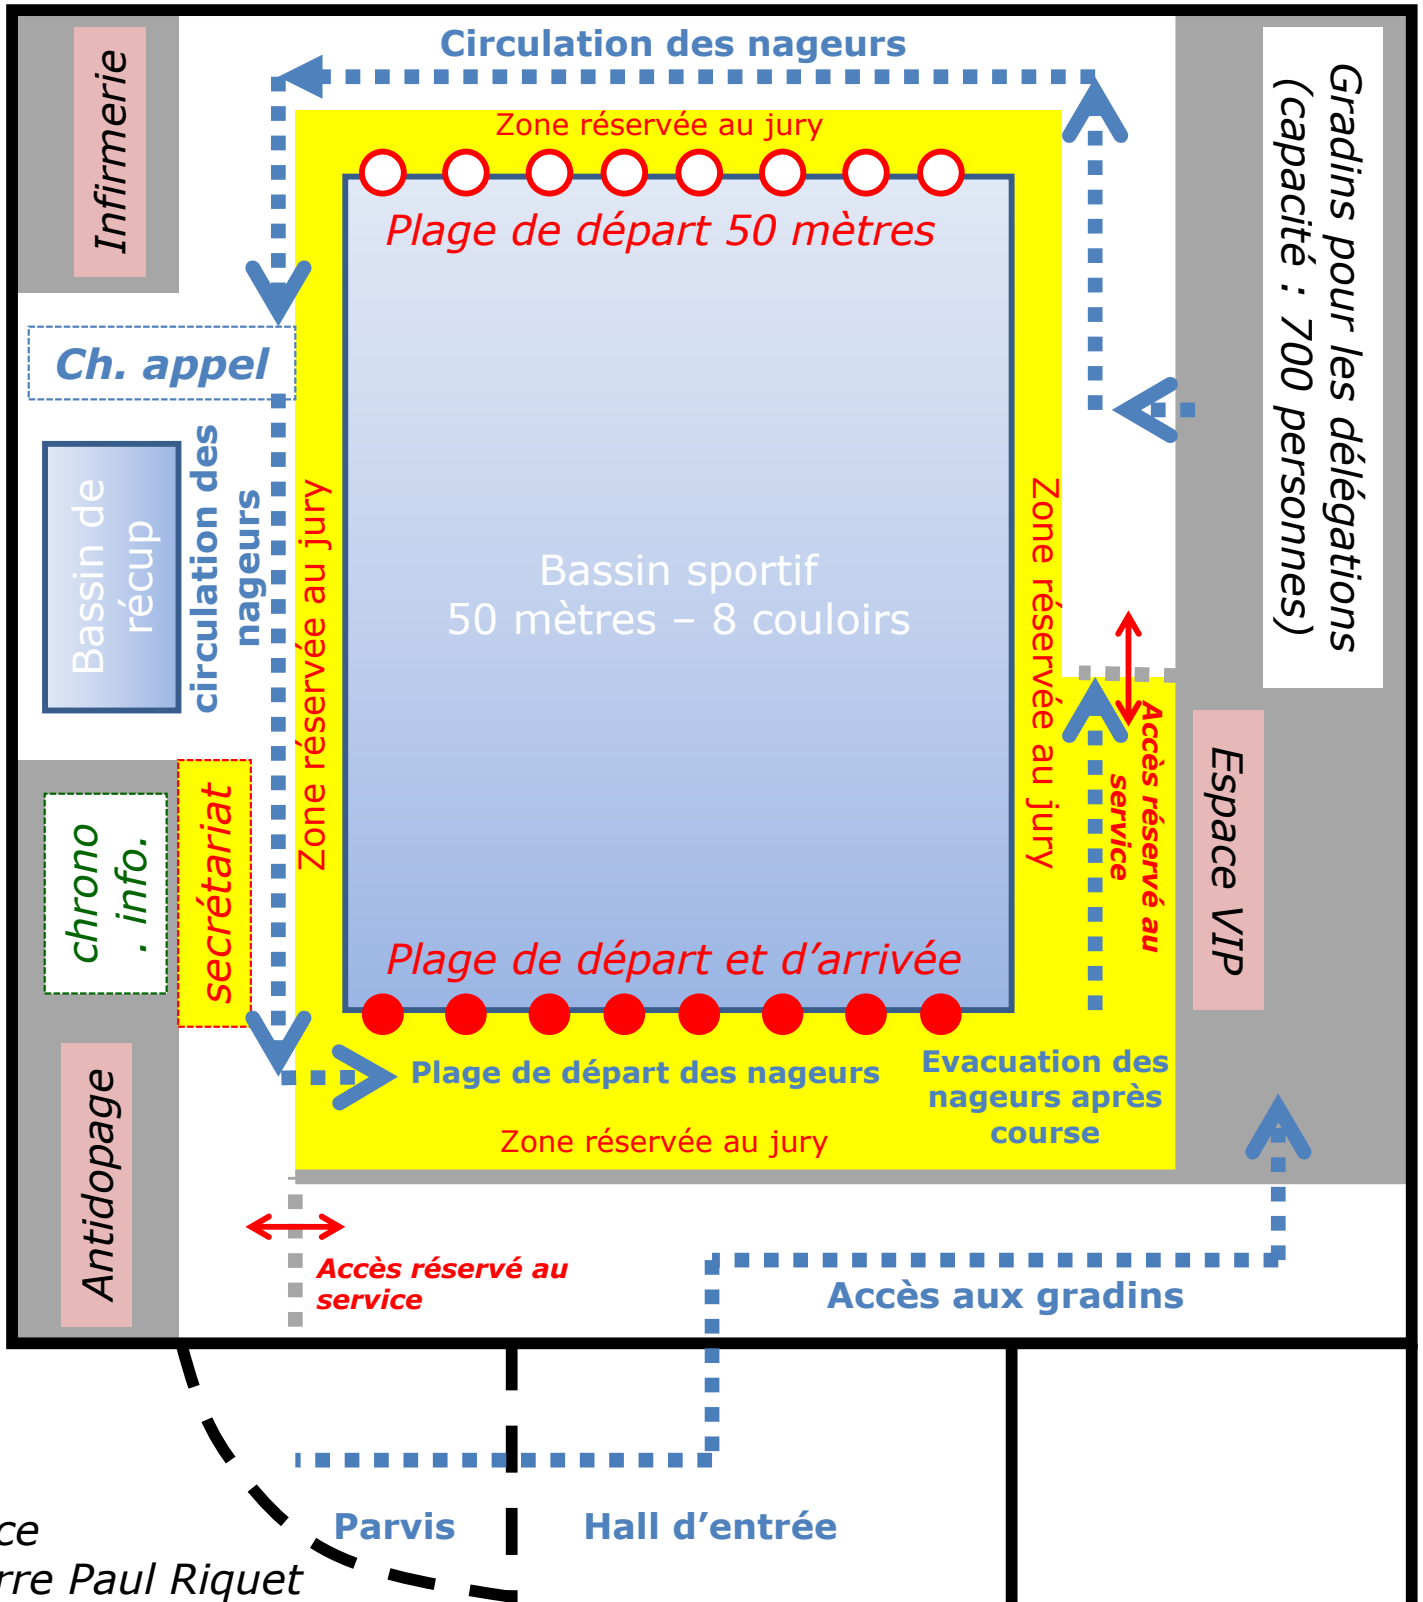 Circulation des nageurs
Infirmerie
Zone réservée au jury
Plage de départ 50 mètres
Gradins pour les délégations
(capacité : 700 personnes)
Ch. appel
circulation des
nageurs
Bassin de
récup
Zone réservée au jury
Bassin sportif
50 mètres – 8 couloirs
Zone réservée au jury
Accès réservé au
service
Espace VIP
chrono
. info.
secrétariat
Plage de départ et d'arrivée
Plage de départ des nageurs
Evacuation des
nageurs après
course
Zone réservée au jury
Antidopage
Accès réservé au
service
Accès aux gradins
Parvis
Hall d'entrée
ce
rre Paul Riquet